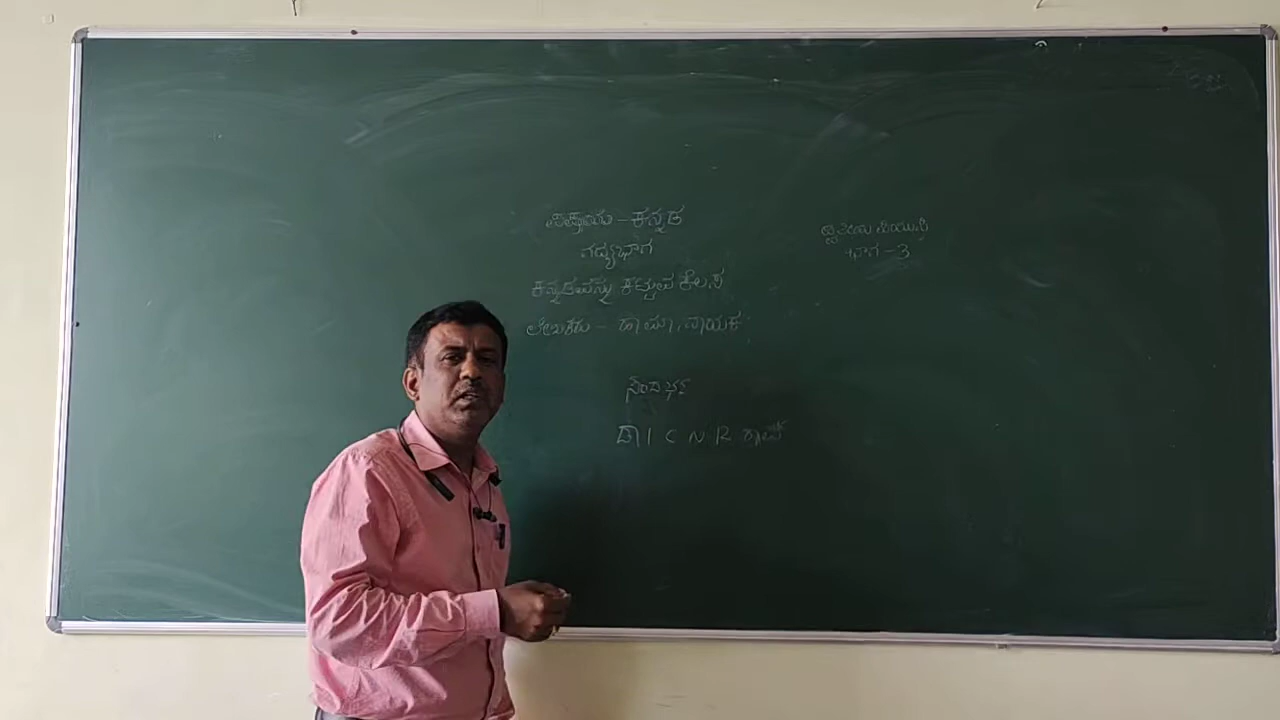 ವಿಷಯ - ಕನ್ನಡ
ಗದ್ಯಭಾಗ
ಕನ್ನಡವನ್ನು ಕಟ್ಟುವ ಕೆಲಸ
ಲೇಖಕರು - ಹಾಮಾ ನಾಯಕ
ಸಂದರ್ಭ
ಡಾ| C N R ರಾವ್
ದ್ವಿತೀಯ ಪಿಯುಸಿ
ಭಾಗ - 3